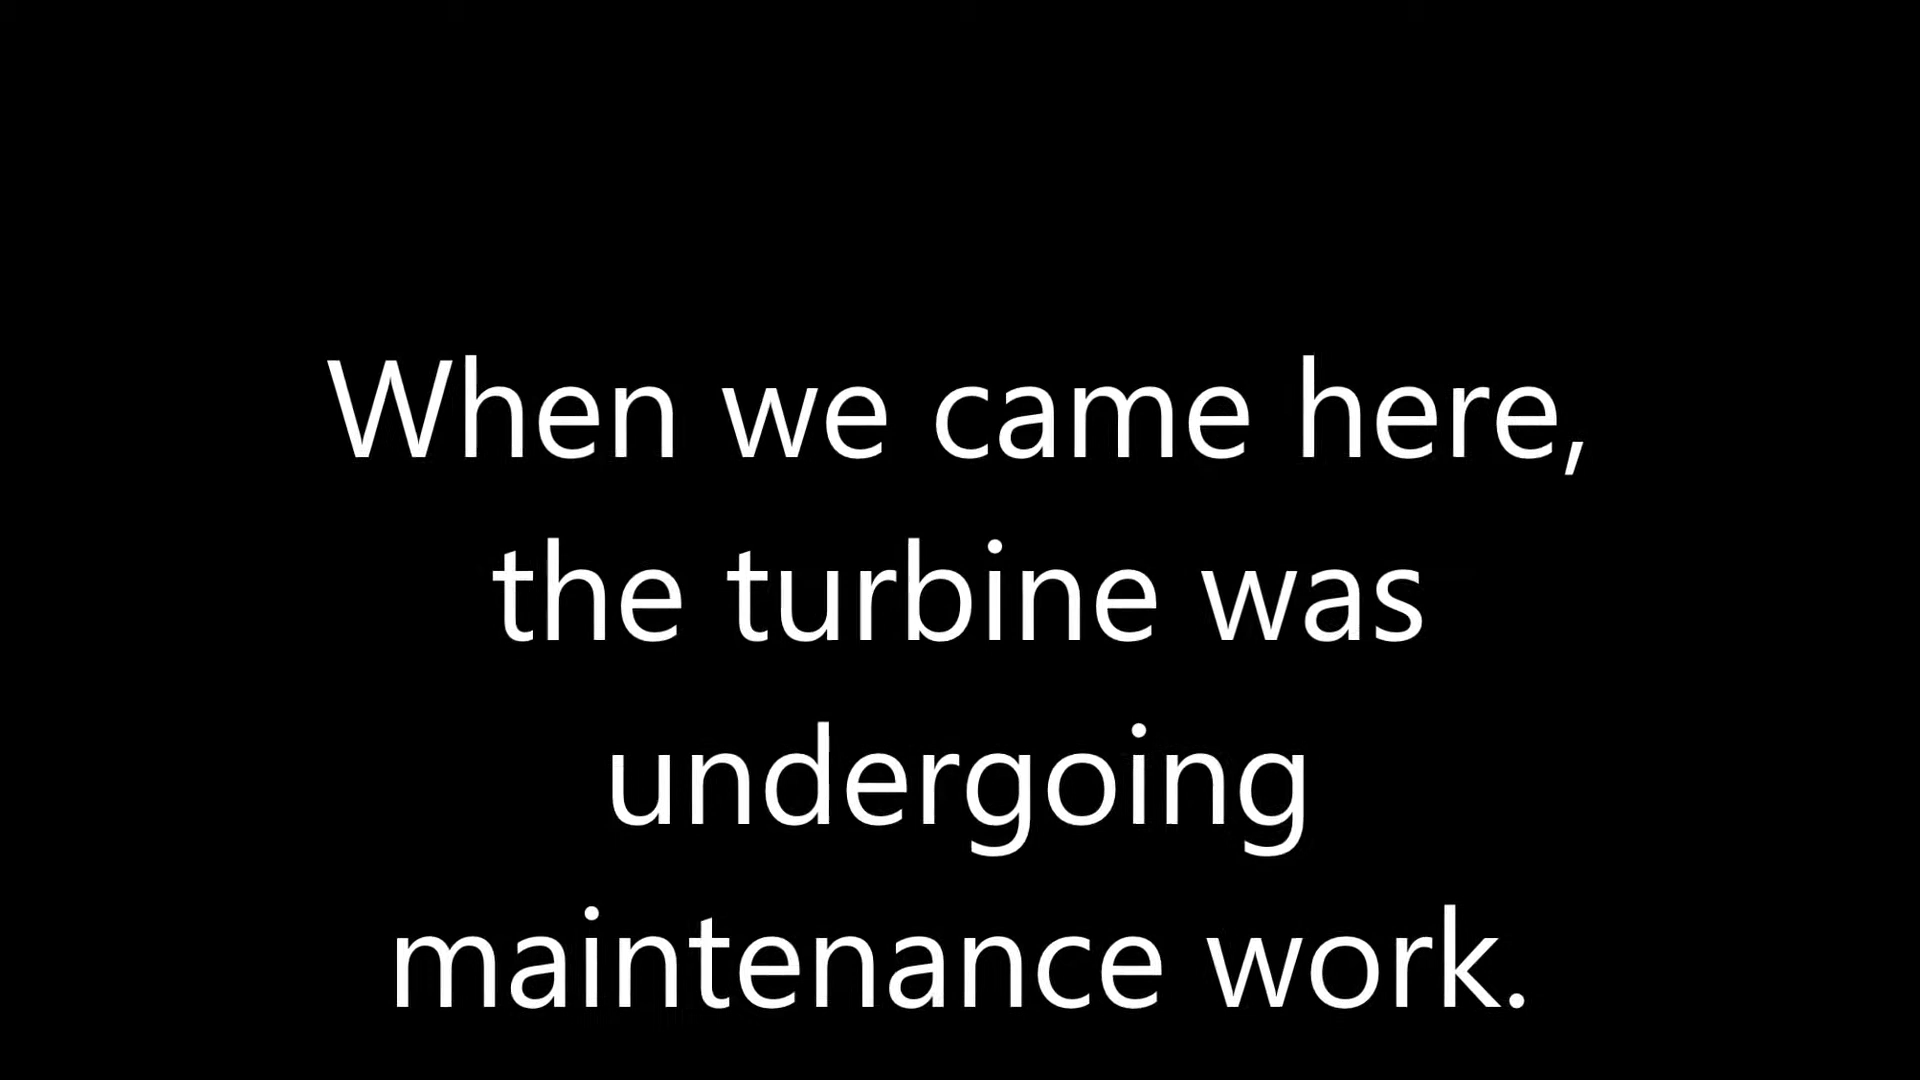 When we came here,
the turbine was
undergoing
maintenance work.